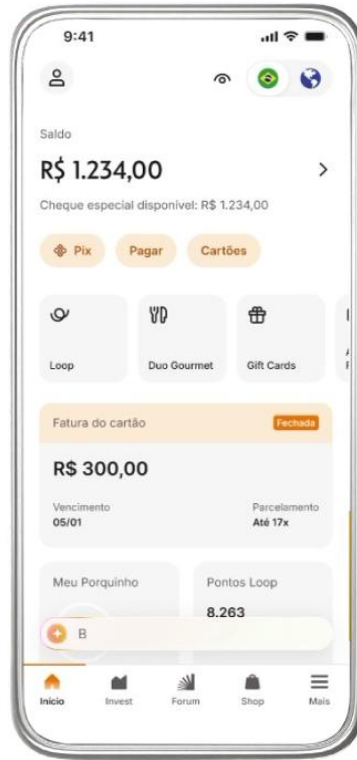 9:41
Saldo
R$ 1.234,00
Cheque especial disponível: R$ 1.234,00
Pix Pagar Cartões
Loop Duo Gourmet Gift Cards
Fatura do cartão Fechada
R$ 300,00
Vencimento Parcelamento
05/01 Até 17x
Meu Porquinho Pontos Loop
8.263
B
Início Invest Forum Shop Mais